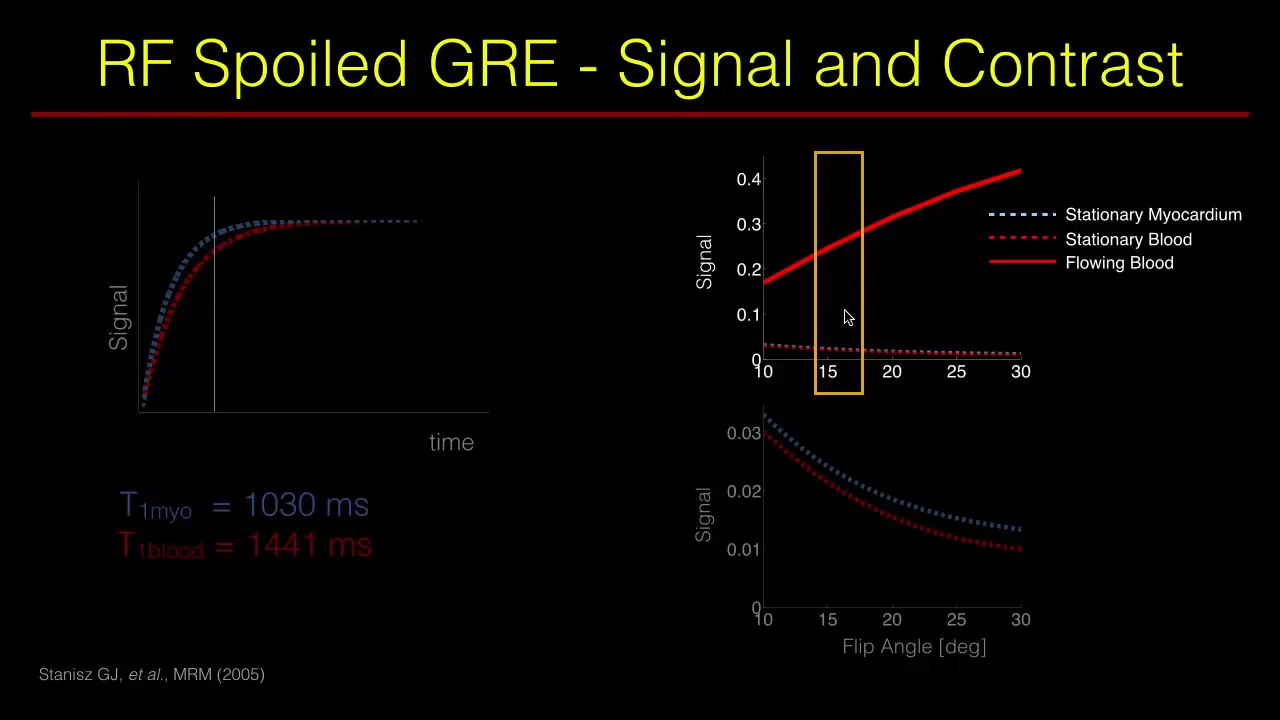 RF Spoiled GRE - Signal and Contrast
Signal
time
T1myo = 1030 ms
T1blood = 1441 ms
Signal
0.4
0.3
0.2
0.1
0
10 15 20 25 30
Stationary Myocardium
Stationary Blood
Flowing Blood
Signal
0.03
0.02
0.01
0
10 15 20 25 30
Flip Angle [deg]
Stanisz GJ, et al., MRM (2005)